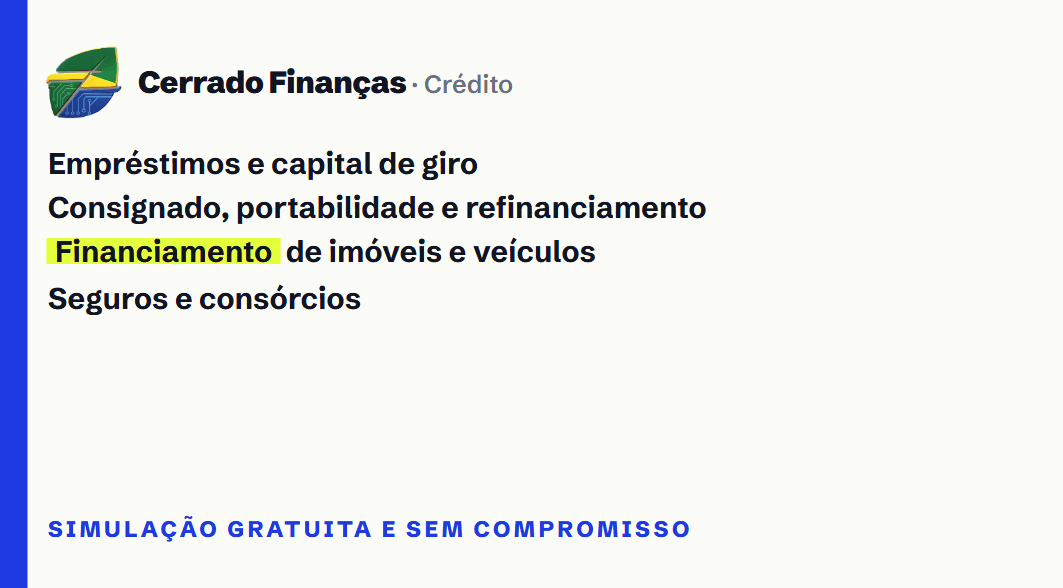 Cerrado Finanças · Crédito
Empréstimos e capital de giro
Consignado, portabilidade e refinanciamento
Financiamento de imóveis e veículos
Seguros e consórcios
SIMULAÇÃO GRATUITA E SEM COMPROMISSO